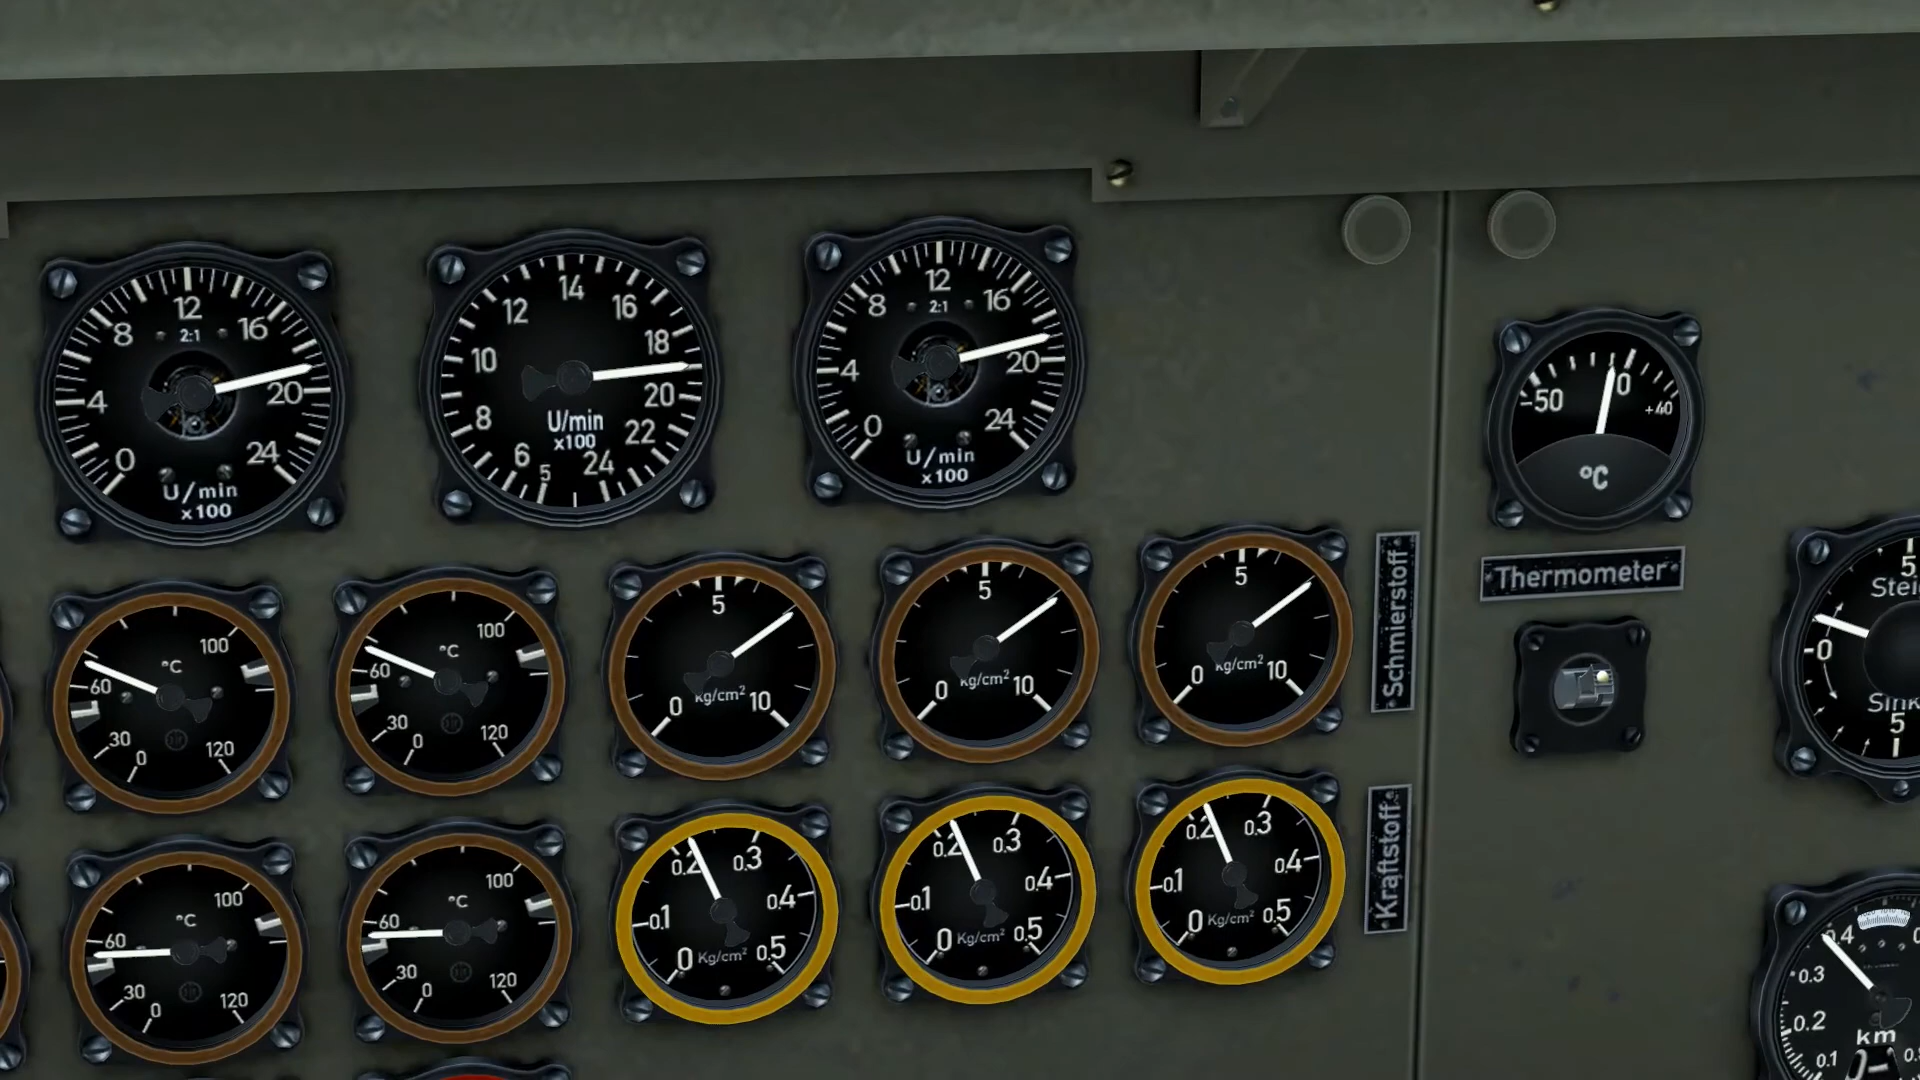 12
8 2:1 16
4 20
0 24
U/min
x100
14
12 16
10 18
8 20
U/min
x100
6 22
5 24
12
8 2:1 16
4 20
0 24
U/min
x100
-50 0 +40
°C
Thermometer
°C 100
60
30
0 120
°C 100
60
30
0 120
5
0 Kg/cm² 10
5
0 Kg/cm² 10
5
0 Kg/cm² 10
Schmierstoff
5
0
5
°C 100
60
30
0 120
°C 100
60
30
0 120
0.2 0.3
0.1 0.4
0 Kg/cm² 0.5
0.2 0.3
0.1 0.4
0 Kg/cm² 0.5
0.2 0.3
0.1 0.4
0 Kg/cm² 0.5
Kraftstoff
0.4
0.3
0.2 km
0.1